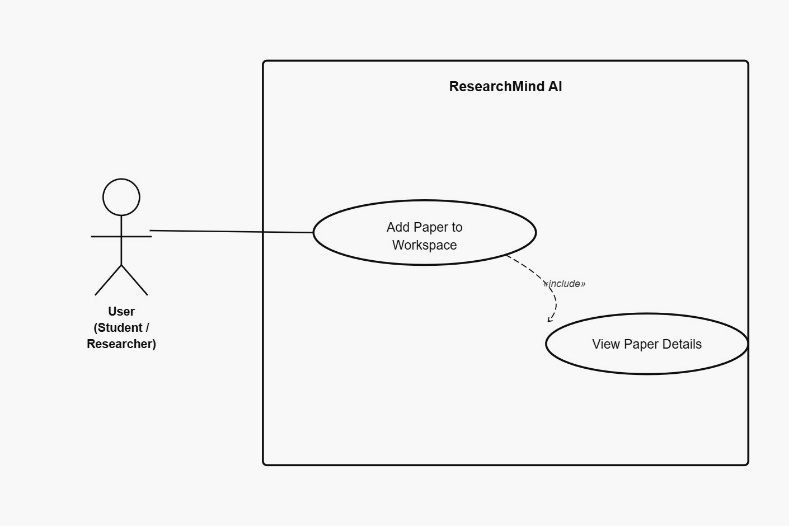 ResearchMind AI
Add Paper to
Workspace
«include»
User
(Student /
Researcher)
View Paper Details